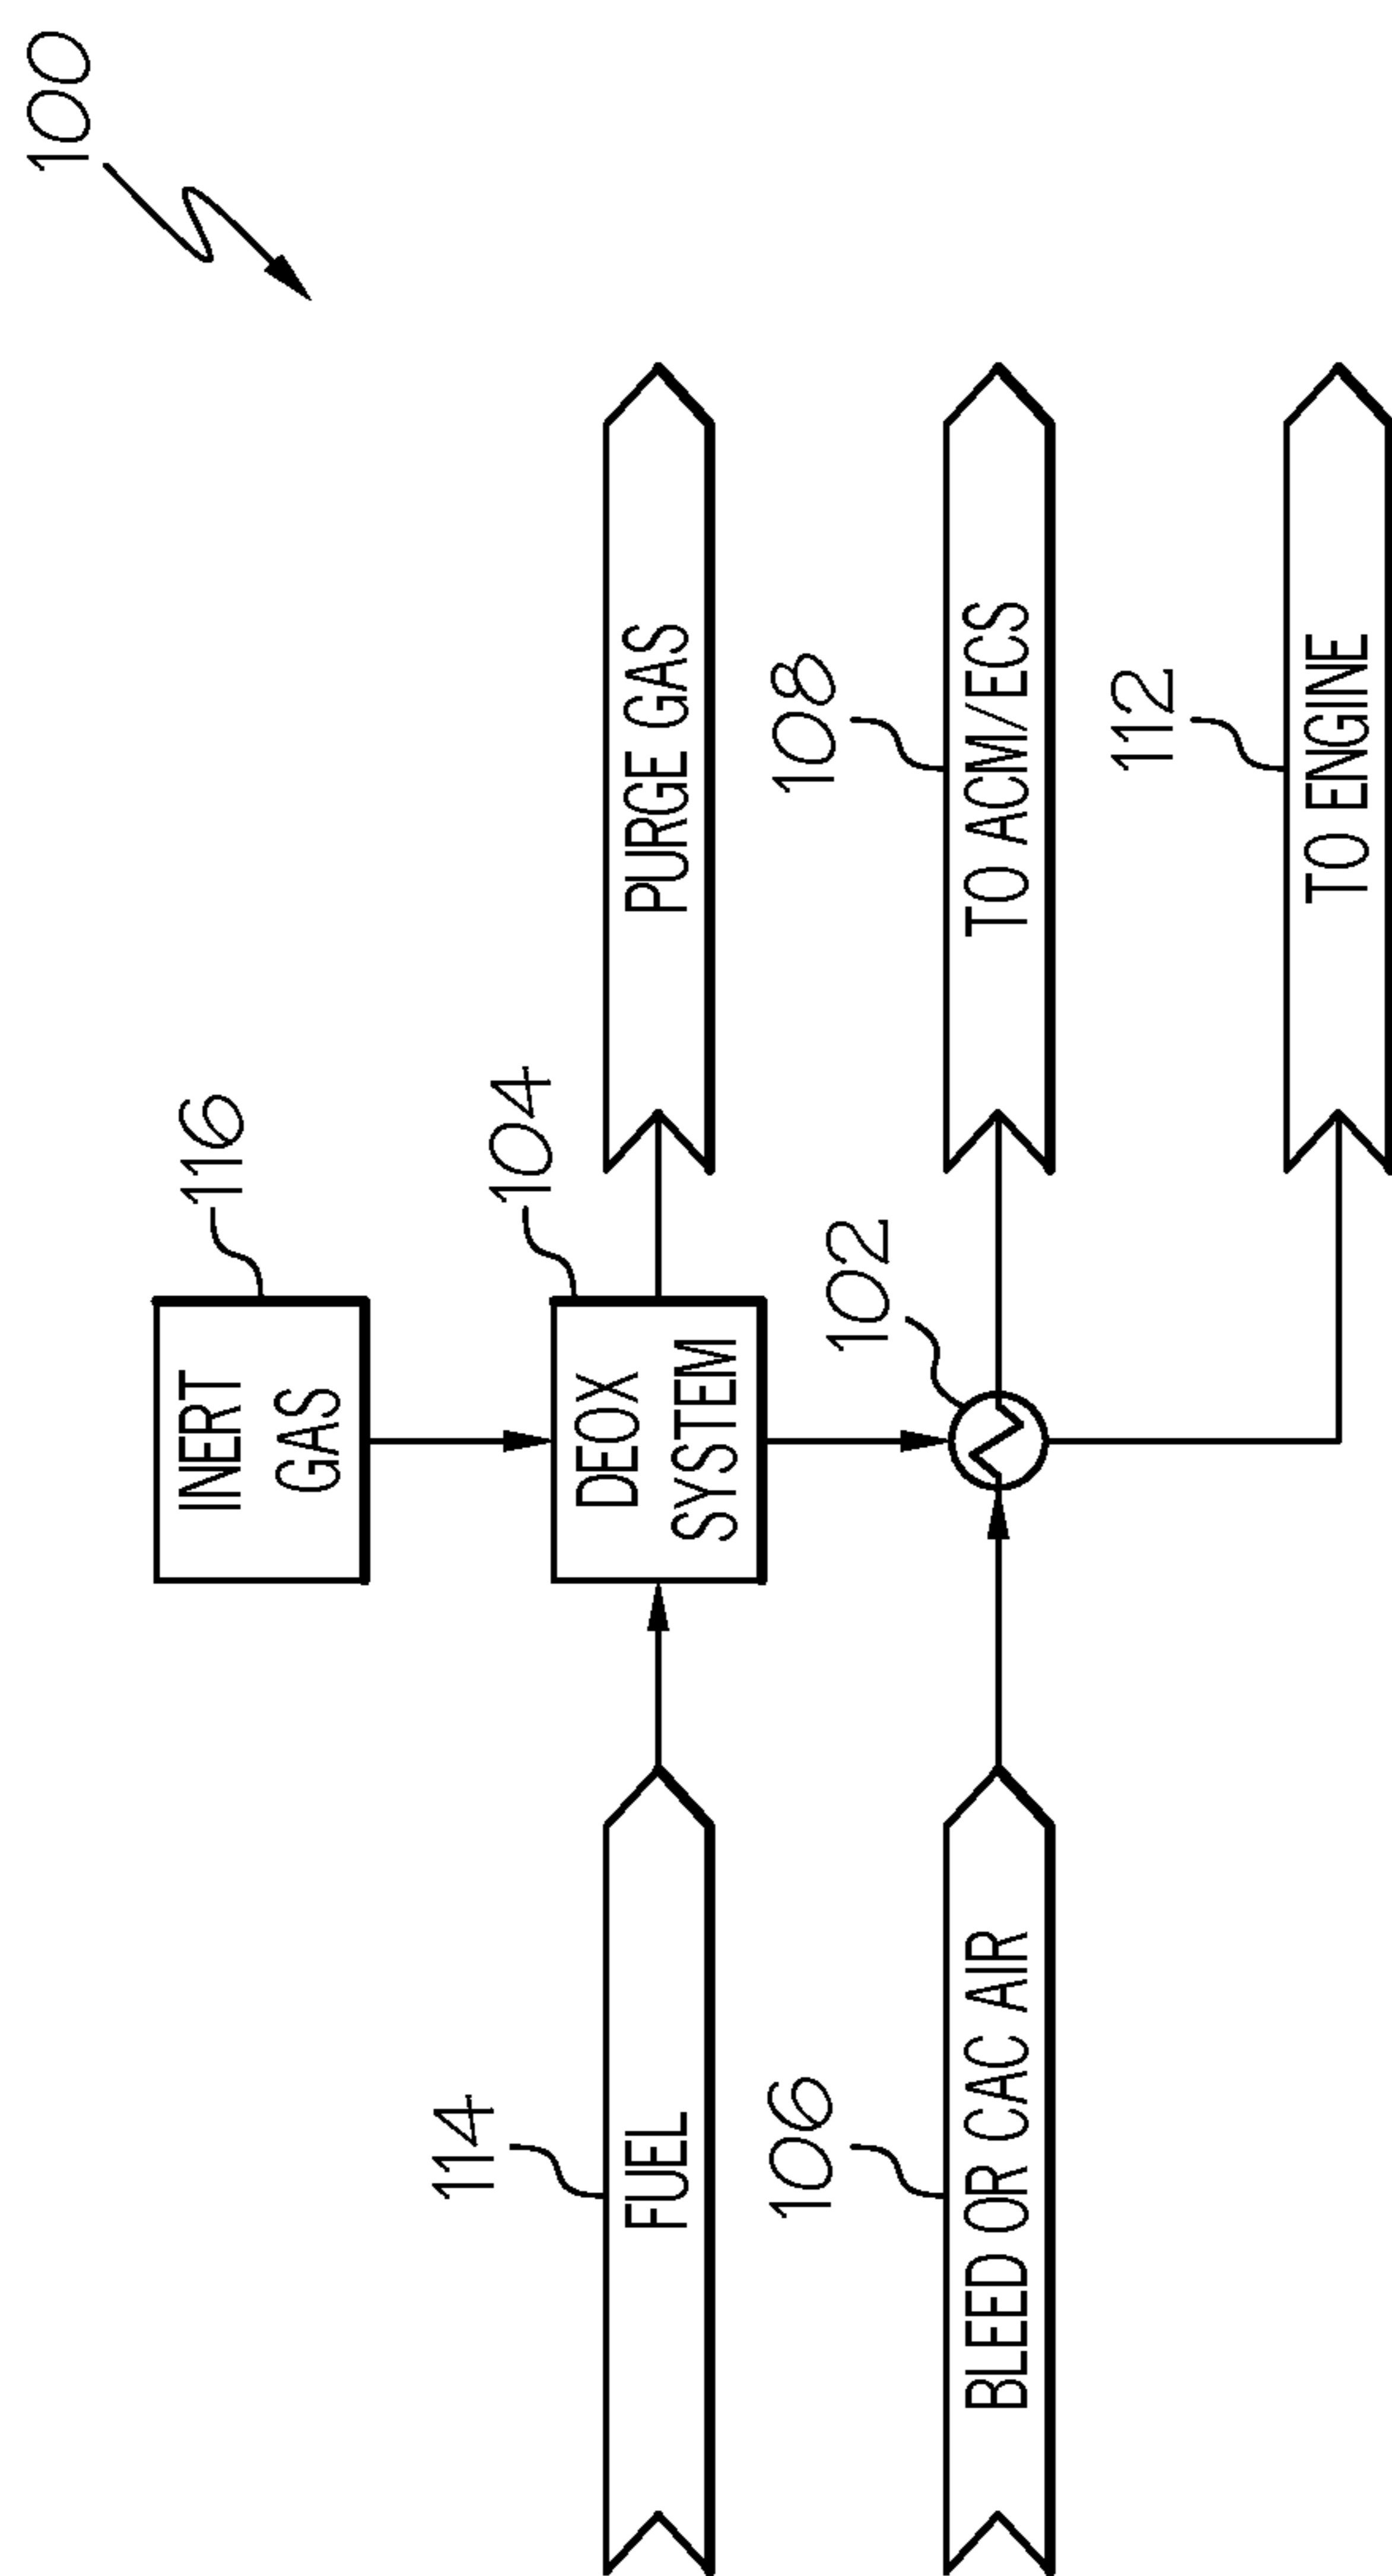 100
INERT
GAS
116
114
FUEL
DEOX
SYSTEM
104
PURGE GAS
106
BLEED OR CAC AIR
102
108
TO ACM/ECS
112
TO ENGINE